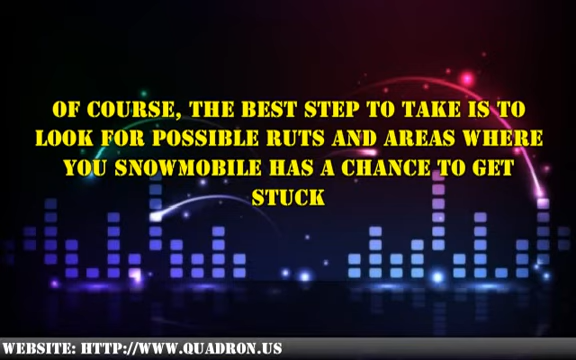 OF COURSE, THE BEST STEP TO TAKE IS TO
LOOK FOR POSSIBLE RUTS AND AREAS WHERE
YOU SNOWMOBILE HAS A CHANCE TO GET
STUCK
WEBSITE: HTTP://WWW.QUADRON.US